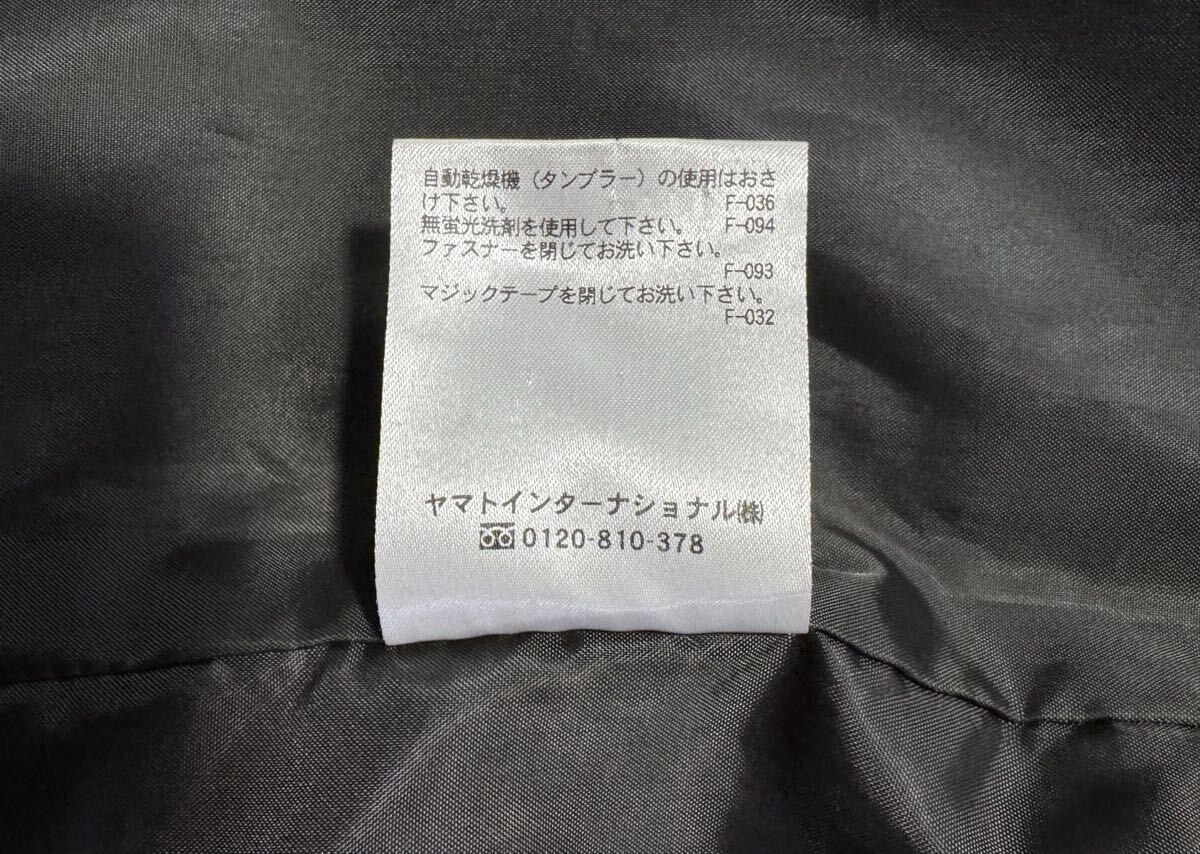 自動乾燥機（タンブラー）の使用はおさ
け下さい。 F-036
無蛍光洗剤を使用して下さい。 F-094
ファスナーを閉じてお洗い下さい。
F-093
マジックテープを閉じてお洗い下さい。
F-032
ヤマトインターナショナル㈱
0120-810-378